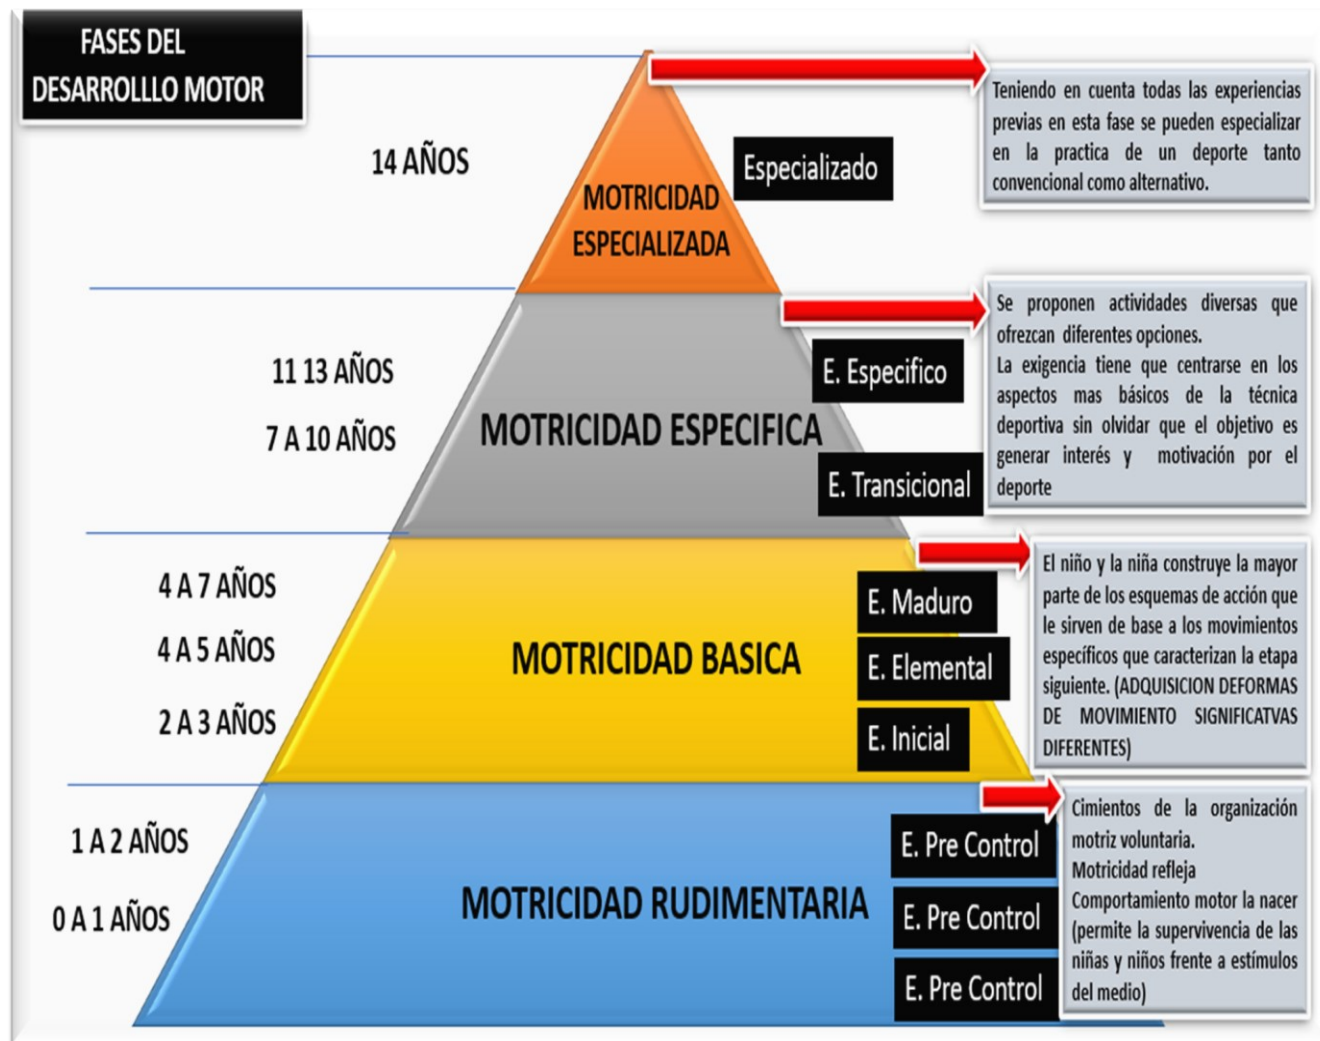 FASES DEL
DESARROLLLO MOTOR
14 AÑOS
MOTRICIDAD
ESPECIALIZADA
Especializado
Teniendo en cuenta todas las experiencias
previas en esta fase se pueden especializar
en la practica de un deporte tanto
convencional como alternativo.
11 13 AÑOS
7 A 10 AÑOS
MOTRICIDAD ESPECIFICA
E. Especifico
E. Transicional
Se proponen actividades diversas que
ofrezcan diferentes opciones.
La exigencia tiene que centrarse en los
aspectos mas básicos de la técnica
deportiva sin olvidar que el objetivo es
generar interés y motivación por el
deporte
4 A 7 AÑOS
4 A 5 AÑOS
2 A 3 AÑOS
MOTRICIDAD BASICA
E. Maduro
E. Elemental
E. Inicial
El niño y la niña construye la mayor
parte de los esquemas de acción que
le sirven de base a los movimientos
específicos que caracterizan la etapa
siguiente. (ADQUISICION DEFORMAS
DE MOVIMIENTO SIGNIFICATVAS
DIFERENTES)
1 A 2 AÑOS
0 A 1 AÑOS
MOTRICIDAD RUDIMENTARIA
E. Pre Control
E. Pre Control
E. Pre Control
Cimientos de la organización
motriz voluntaria.
Motricidad refleja
Comportamiento motor la nacer
(permite la supervivencia de las
niñas y niños frente a estímulos
del medio)